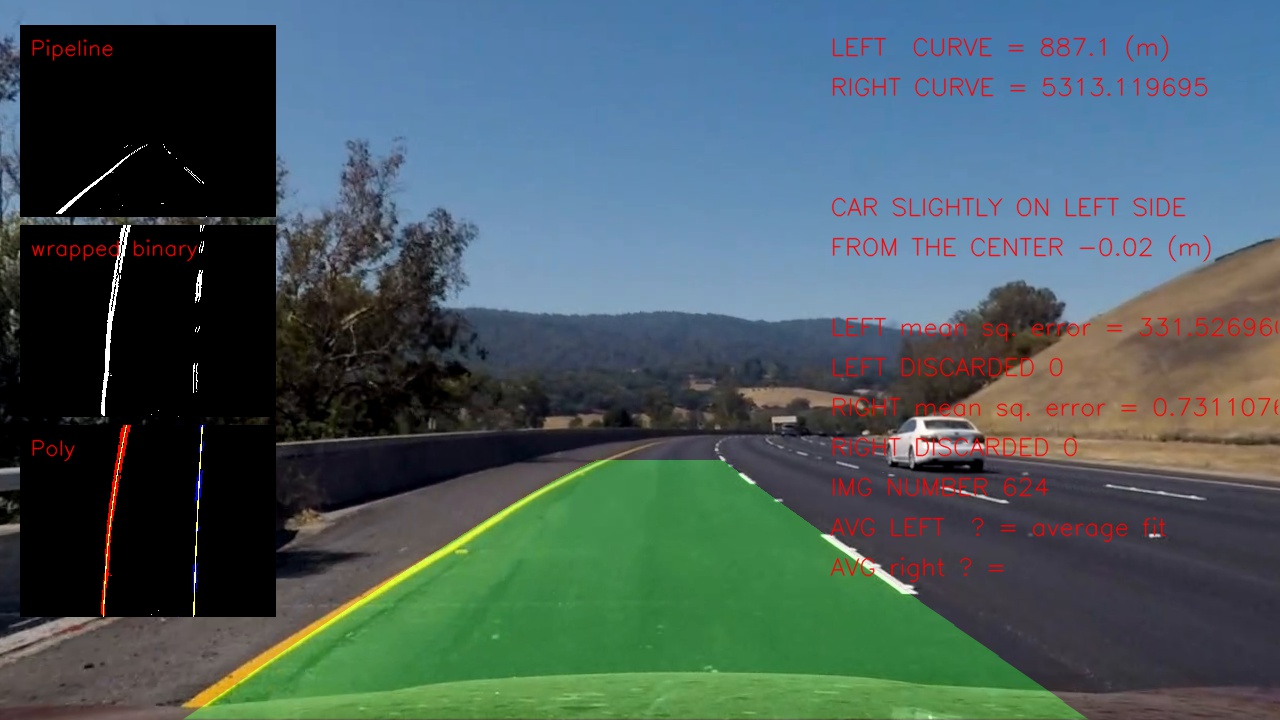 Pipeline
wrapped binary
Poly
LEFT CURVE = 887.1 (m)
RIGHT CURVE = 5313.119695
CAR SLIGHTLY ON LEFT SIDE
FROM THE CENTER -0.02 (m)
LEFT mean sq. error = 331.526966
LEFT DISCARDED 0
RIGHT mean sq. error = 0.7311076
RIGHT DISCARDED 0
IMG NUMBER 624
AVG LEFT ? = average fit
AVG right ? =